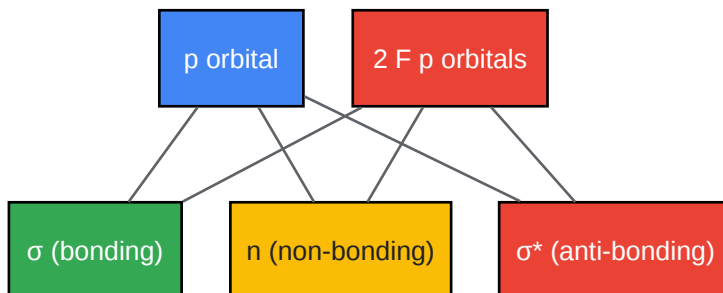 p orbital
2 F p orbitals
σ (bonding)
n (non-bonding)
σ* (anti-bonding)